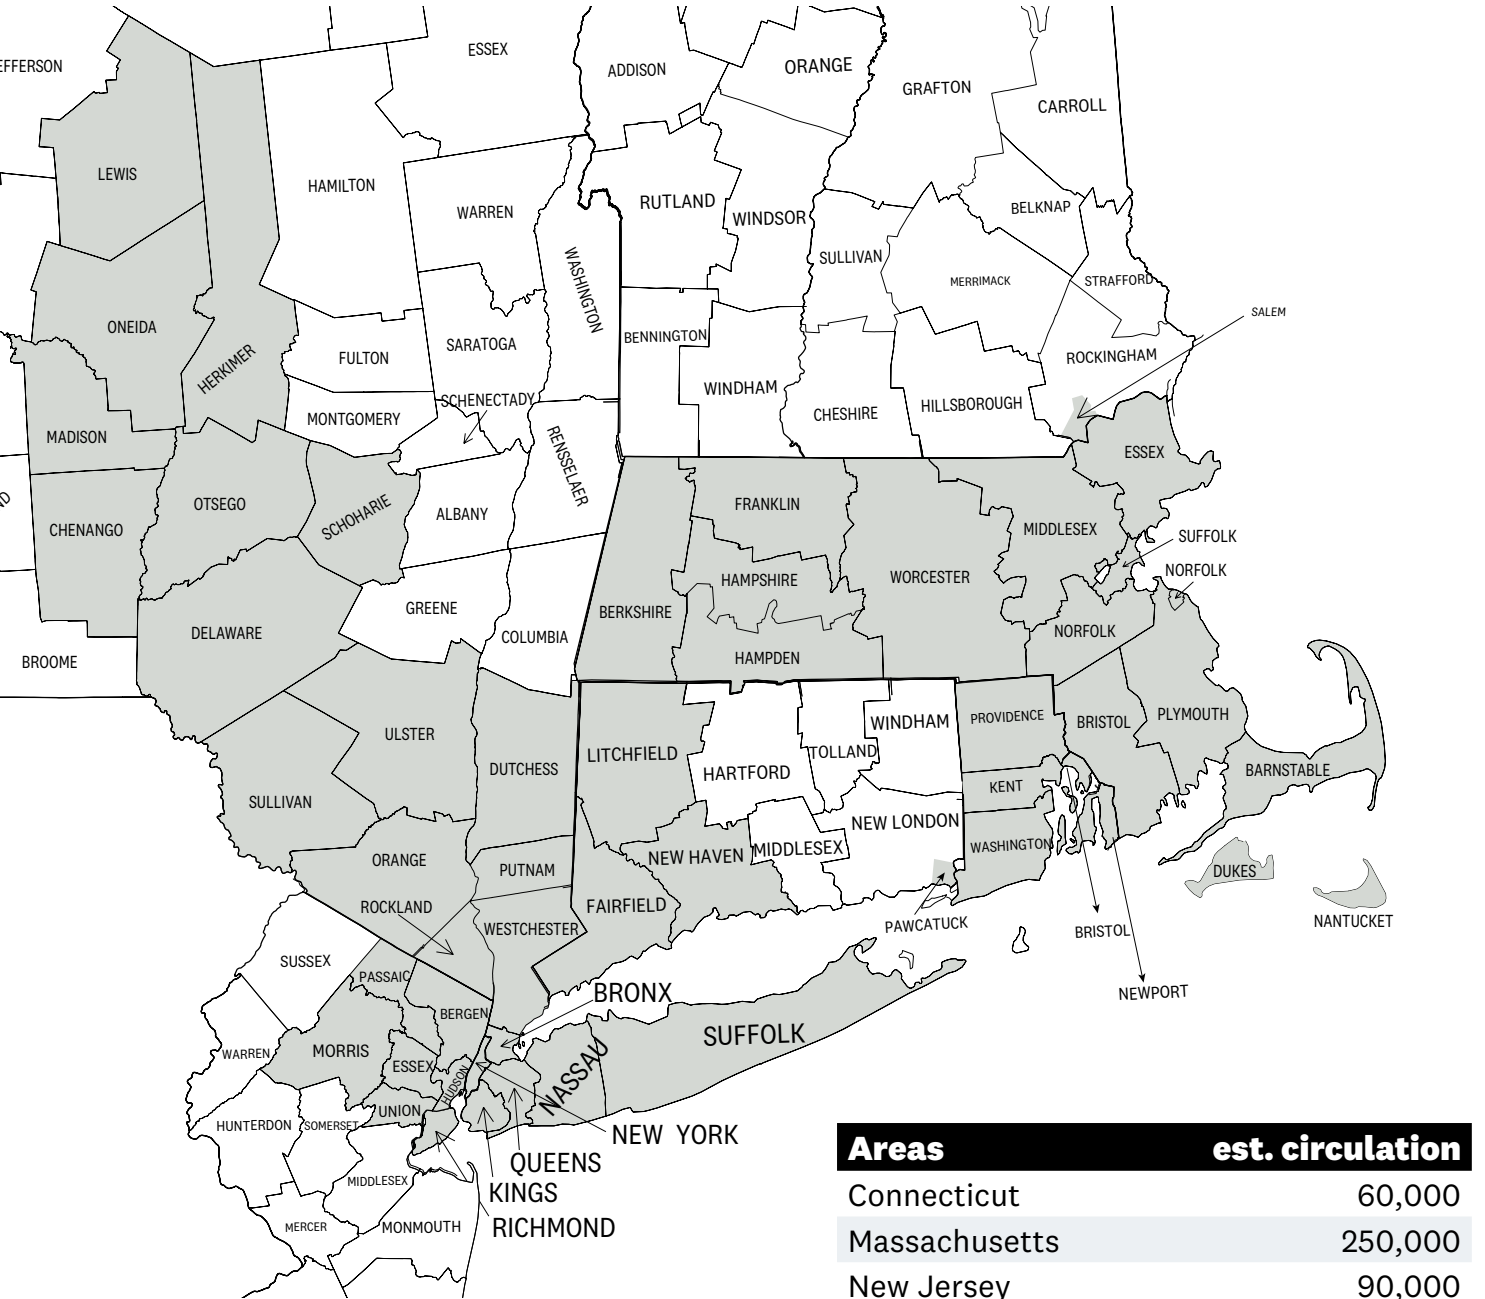 ESSEX
EFFERSON
ADDISON
ORANGE
GRAFTON
CARROLL
LEWIS
HAMILTON
WARREN
RUTLAND
WINDSOR
BELKNAP
WASHINGTON
SULLIVAN
MERRIMACK
STRAFFORD
SALEM
ONEIDA
HERKIMER
FULTON
SARATOGA
BENNINGTON
ROCKINGHAM
WINDHAM
SCHENECTADY
MONTGOMERY
CHESHIRE
HILLSBOROUGH
MADISON
RENSSELAER
ESSEX
ND
CHENANGO
OTSEGO
SCHOHARIE
ALBANY
FRANKLIN
MIDDLESEX
SUFFOLK
NORFOLK
HAMPSHIRE
WORCESTER
BERKSHIRE
GREENE
DELAWARE
COLUMBIA
NORFOLK
BROOME
HAMPDEN
PROVIDENCE
BRISTOL
PLYMOUTH
WINDHAM
ULSTER
LITCHFIELD
TOLLAND
HARTFORD
DUTCHESS
KENT
BARNSTABLE
SULLIVAN
NEW LONDON
WASHINGTON
MIDDLESEX
NEW HAVEN
ORANGE
PUTNAM
DUKES
ROCKLAND
FAIRFIELD
WESTCHESTER
PAWCATUCK
BRISTOL
NANTUCKET
SUSSEX
PASSAIC
NEWPORT
BRONX
BERGEN
SUFFOLK
WARREN
MORRIS
ESSEX
HUDSON
NASSAU
UNION
HUNTERDON
SOMERSET
NEW YORK
QUEENS
MIDDLESEX
KINGS
MERCER
MONMOUTH
RICHMOND
Areas est. circulation
Connecticut 60,000
Massachusetts 250,000
New Jersey 90,000